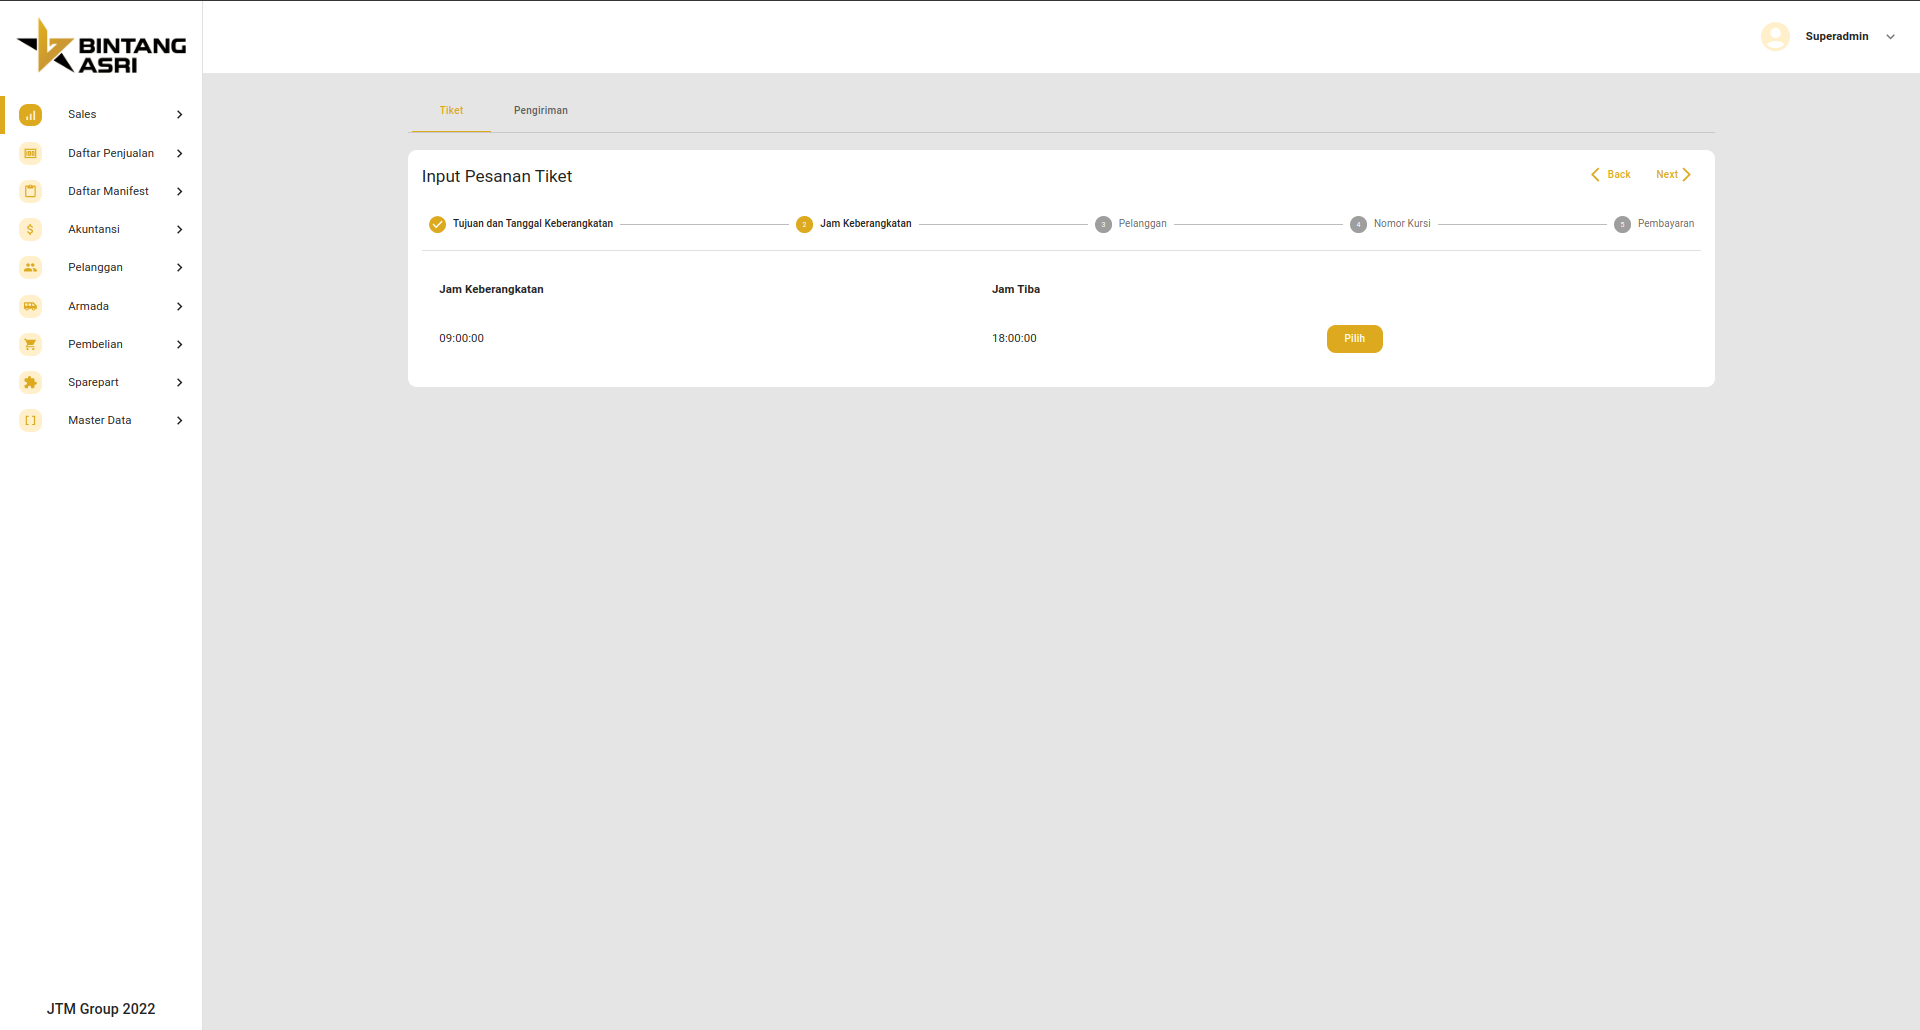 BINTANG
ASRI
Superadmin
Sales
Daftar Penjualan
Daftar Manifest
Akuntansi
Pelanggan
Armada
Pembelian
Sparepart
Master Data
JTM Group 2022
Tiket Pengiriman
Input Pesanan Tiket Back Next
Tujuan dan Tanggal Keberangkatan 2 Jam Keberangkatan 3 Pelanggan 4 Nomor Kursi 5 Pembayaran
Jam Keberangkatan Jam Tiba
09:00:00 18:00:00 Pilih